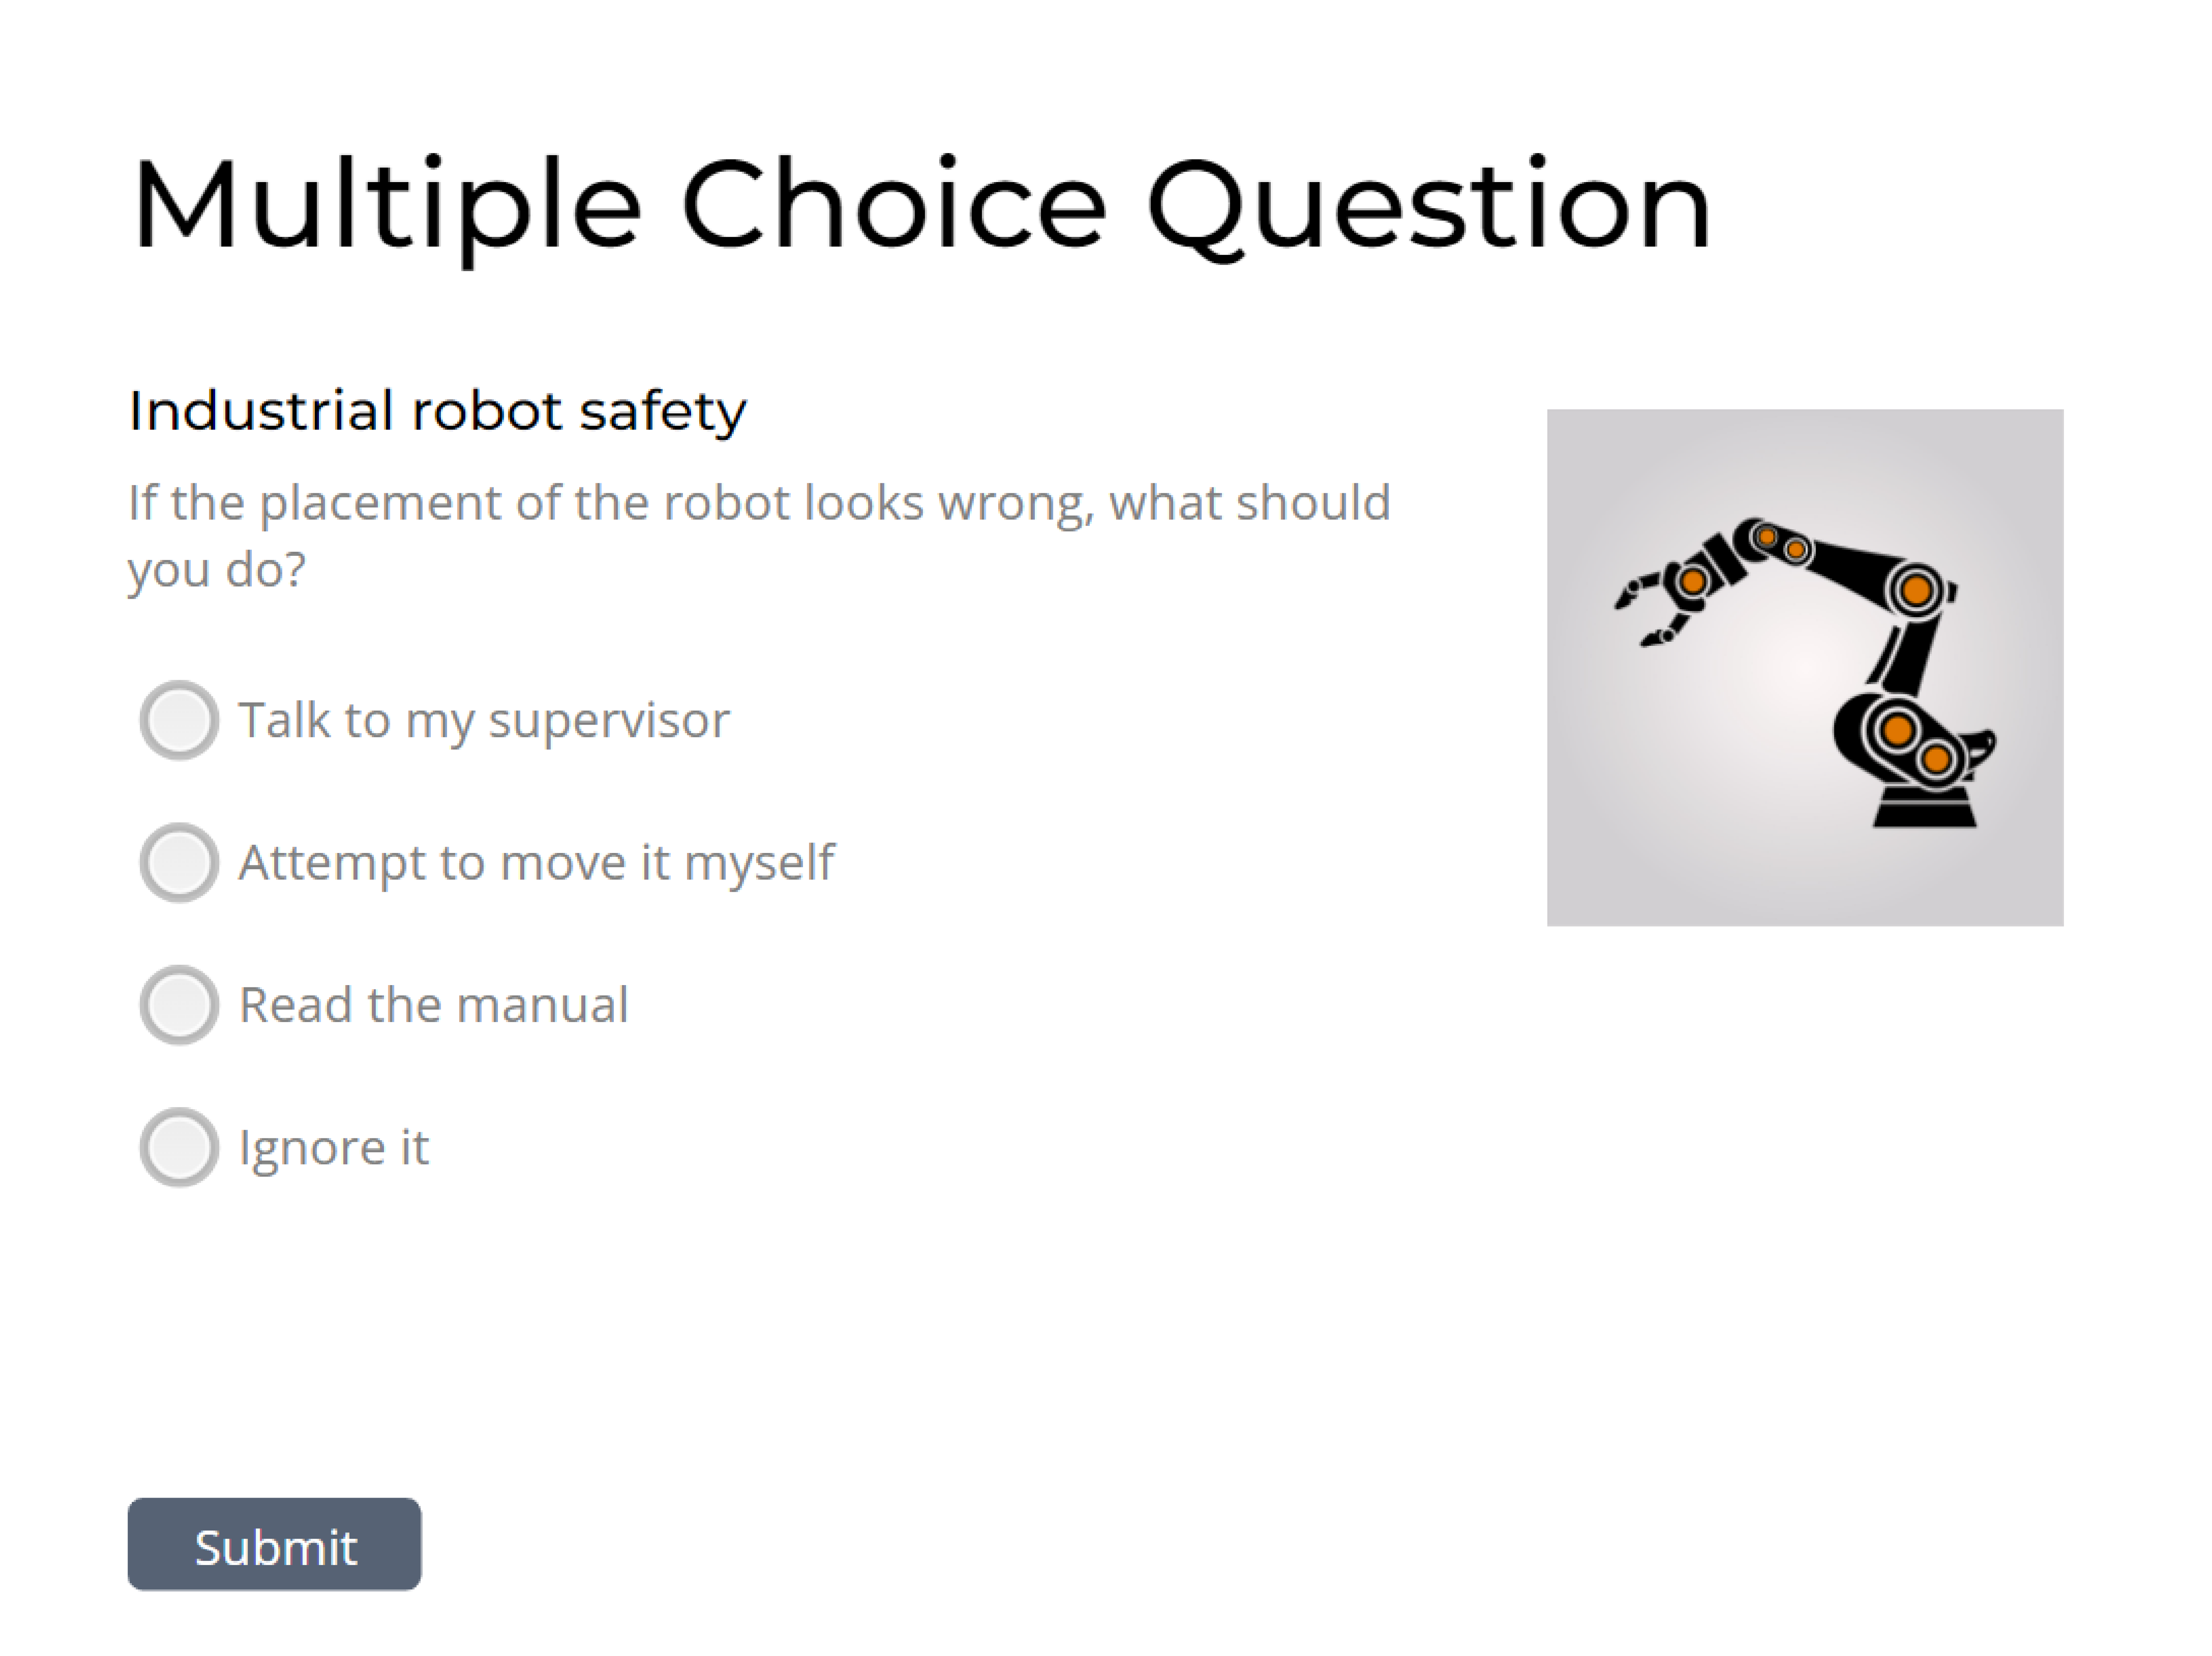 Multiple Choice Question
Industrial robot safety
If the placement of the robot looks wrong, what should
you do?
Talk to my supervisor
Attempt to move it myself
Read the manual
Ignore it
Submit